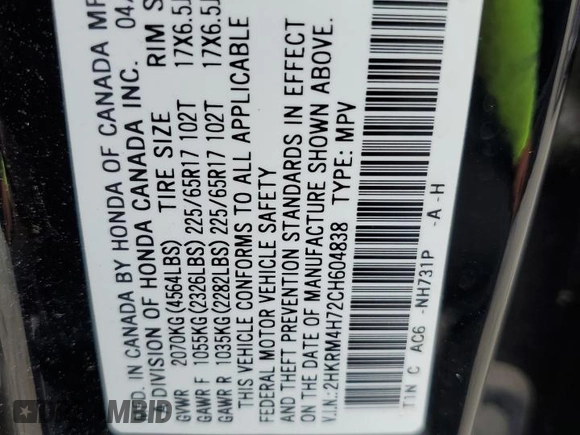 D. IN CANADA BY HONDA OF CANADA MF
DIVISION OF HONDA CANADA INC. 04/
GVWR 2070KG(4564LBS) TIRE SIZE RIM S
GAWR F 1055KG(2326LBS) 225/65R17 102T 17X6.5J
GAWR R 1035KG(2282LBS) 225/65R17 102T 17X6.5J
THIS VEHICLE CONFORMS TO ALL APPLICABLE
FEDERAL MOTOR VEHICLE SAFETY
AND THEFT PREVENTION STANDARDS IN EFFECT
ON THE DATE OF MANUFACTURE SHOWN ABOVE.
V.I.N.: 2HKRM4H72CH604838 TYPE: MPV
T1N C AC6 -NH731P -A -H